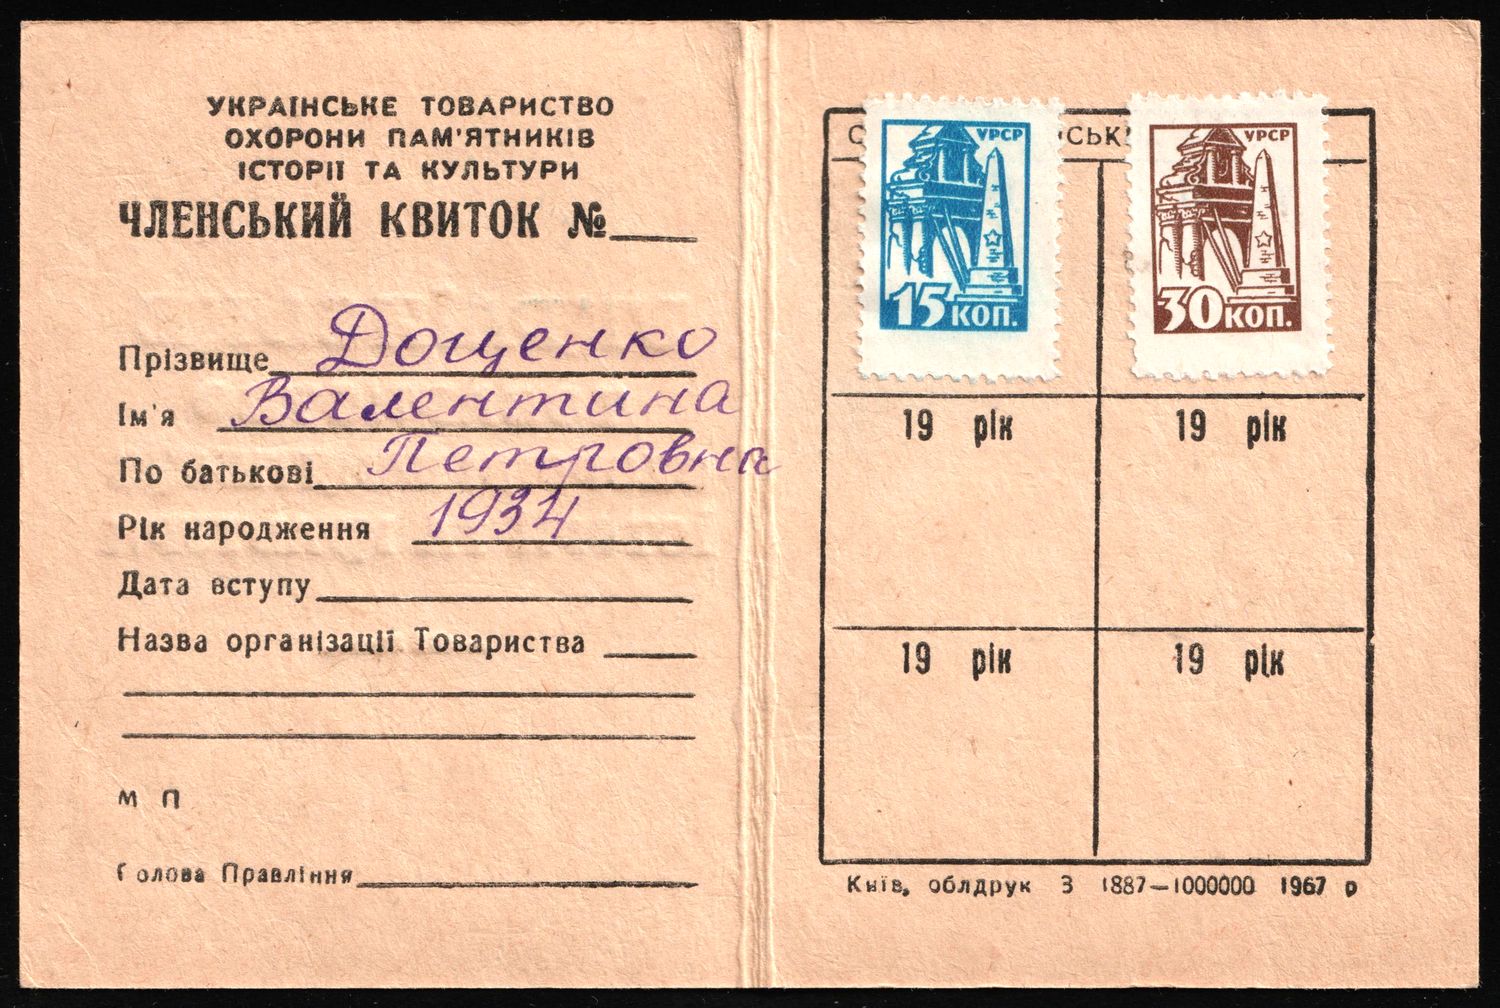 УКРАЇНСЬКЕ ТОВАРИСТВО
ОХОРОНИ ПАМ'ЯТНИКІВ
ІСТОРІЇ ТА КУЛЬТУРИ
ЧЛЕНСЬКИЙ КВИТОК №
Прізвище Доценко
Ім'я Валентина
По батькові Петровна
Рік народження 1934
Дата вступу
Назва організації Товариства
М П
Голова Правління
УРСР
15 КОП.
УРСР
30 КОП.
19 рік 19 рік
19 рік 19 рік
Київ, облдрук З 1887—1000000 1967 р